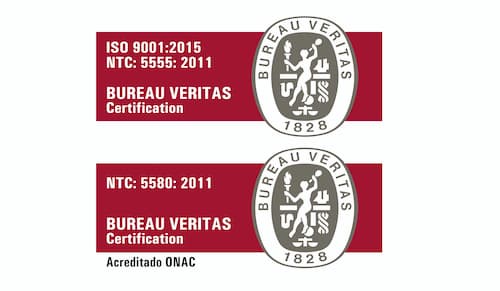 ISO 9001:2015
NTC: 5555: 2011
BUREAU VERITAS
Certification
BUREAU VERITAS
1828
NTC: 5580: 2011
BUREAU VERITAS
Certification
BUREAU VERITAS
1828
Acreditado ONAC